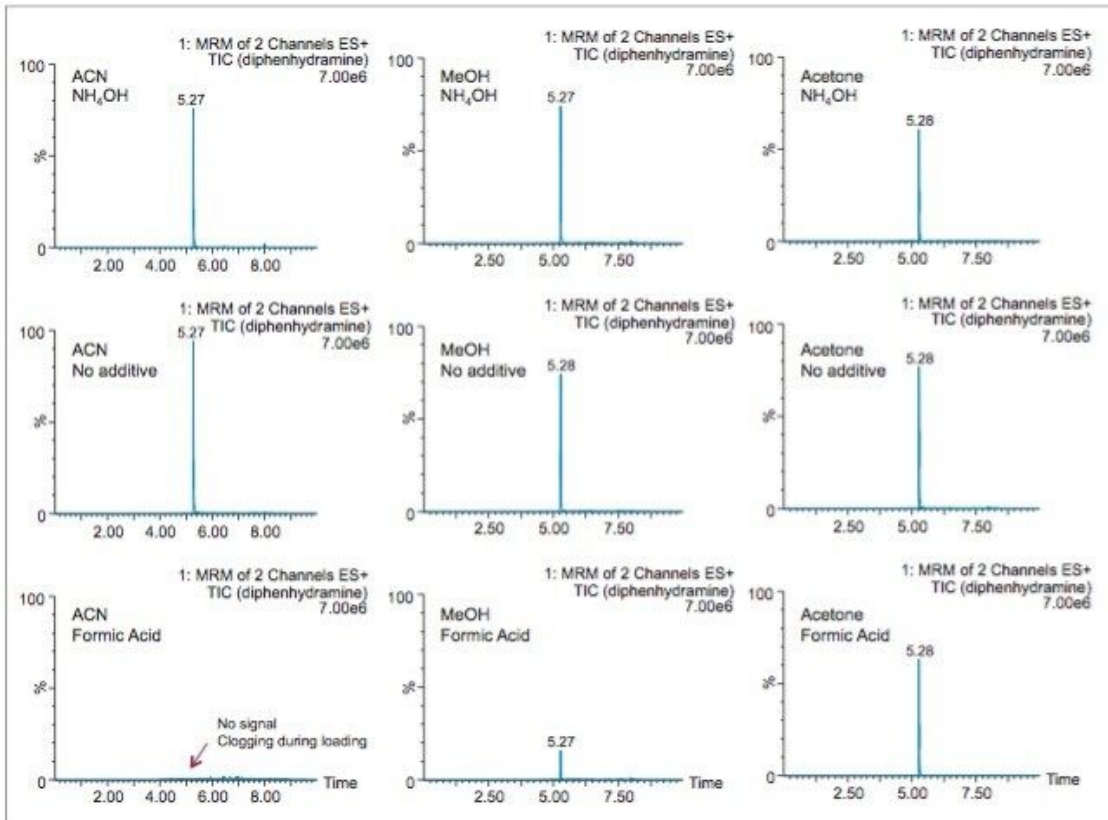 1: MRM of 2 Channels ES+
TIC (diphenhydramine)
7.00e6
100
ACN
NH₄OH
5.27
%
0
2.00 4.00 6.00 8.00
1: MRM of 2 Channels ES+
TIC (diphenhydramine)
7.00e6
100
MeOH
NH₄OH
5.27
%
0
2.50 5.00 7.50
1: MRM of 2 Channels ES+
TIC (diphenhydramine)
7.00e6
100
Acetone
NH₄OH
5.28
%
0
2.50 5.00 7.50
1: MRM of 2 Channels ES+
TIC (diphenhydramine)
7.00e6
100
5.27
ACN
No additive
%
0
2.00 4.00 6.00 8.00
1: MRM of 2 Channels ES+
TIC (diphenhydramine)
7.00e6
100
MeOH
No additive
5.28
%
0
2.50 5.00 7.50
1: MRM of 2 Channels ES+
TIC (diphenhydramine)
7.00e6
100
Acetone
No additive
5.28
%
0
2.50 5.00 7.50
1: MRM of 2 Channels ES+
TIC (diphenhydramine)
7.00e6
100
ACN
Formic Acid
%
No signal
Clogging during loading
0
Time
2.00 4.00 6.00 8.00
1: MRM of 2 Channels ES+
TIC (diphenhydramine)
7.00e6
100
MeOH
Formic Acid
%
5.27
0
2.50 5.00 7.50
1: MRM of 2 Channels ES+
TIC (diphenhydramine)
7.00e6
100
Acetone
Formic Acid
5.28
%
0
Time
2.50 5.00 7.50